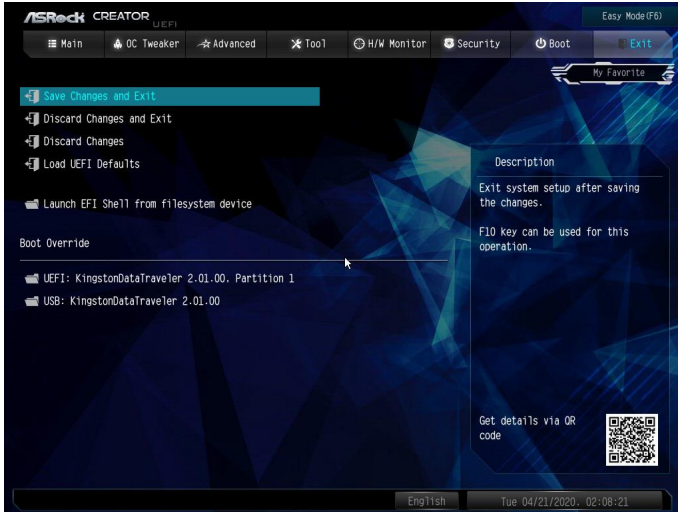 ASRock CREATOR UEFI
Easy Mode(F6)
Main OC Tweaker Advanced Tool H/W Monitor Security Boot Exit
My Favorite
Save Changes and Exit
Discard Changes and Exit
Discard Changes
Load UEFI Defaults
Launch EFI Shell from filesystem device
Boot Override
UEFI: KingstonDataTraveler 2.01.00, Partition 1
USB: KingstonDataTraveler 2.01.00
Description
Exit system setup after saving
the changes.
F10 key can be used for this
operation.
Get details via QR
code
English
Tue 04/21/2020, 02:08:21